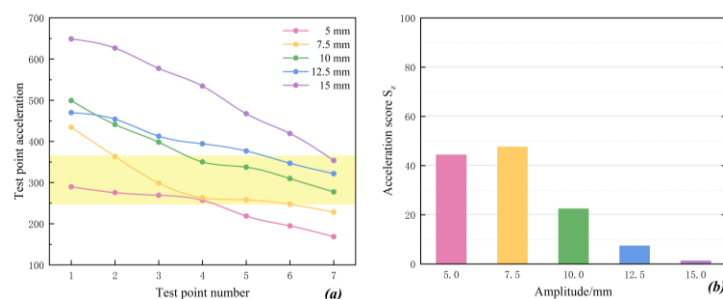 700
600
500
400
300
200
100
Test point acceleration
5 mm
7.5 mm
10 mm
12.5 mm
15 mm
1 2 3 4 5 6 7
Test point number
(a)
100
80
60
40
20
0
Acceleration score S_z
5.0 7.5 10.0 12.5 15.0
Amplitude/mm
(b)